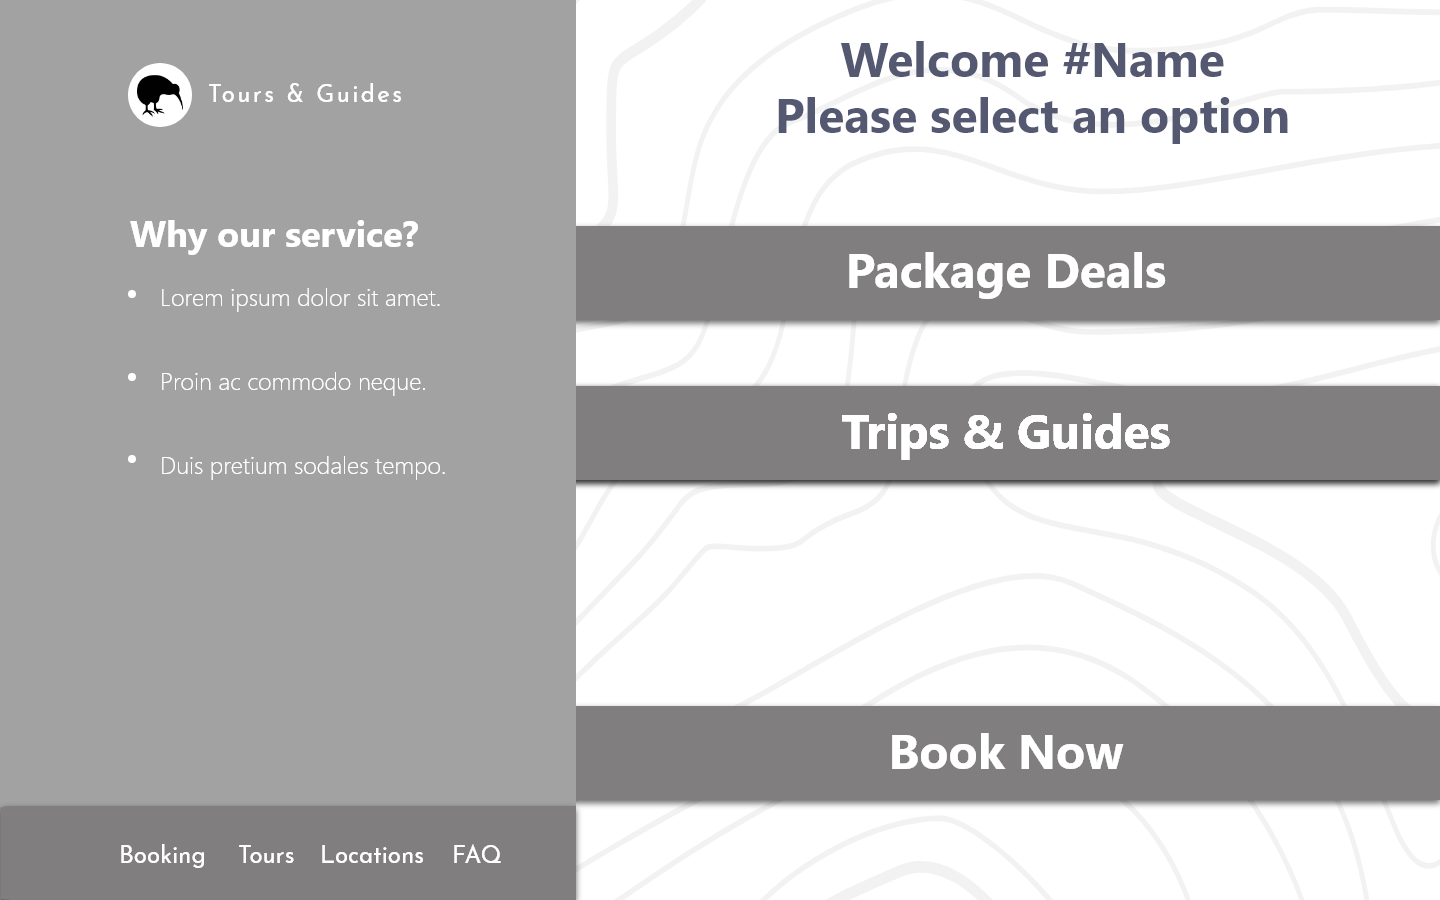 Tours & Guides
Why our service?
• Lorem ipsum dolor sit amet.
• Proin ac commodo neque.
• Duis pretium sodales tempo.
Booking Tours Locations FAQ
Welcome #Name
Please select an option
Package Deals
Trips & Guides
Book Now